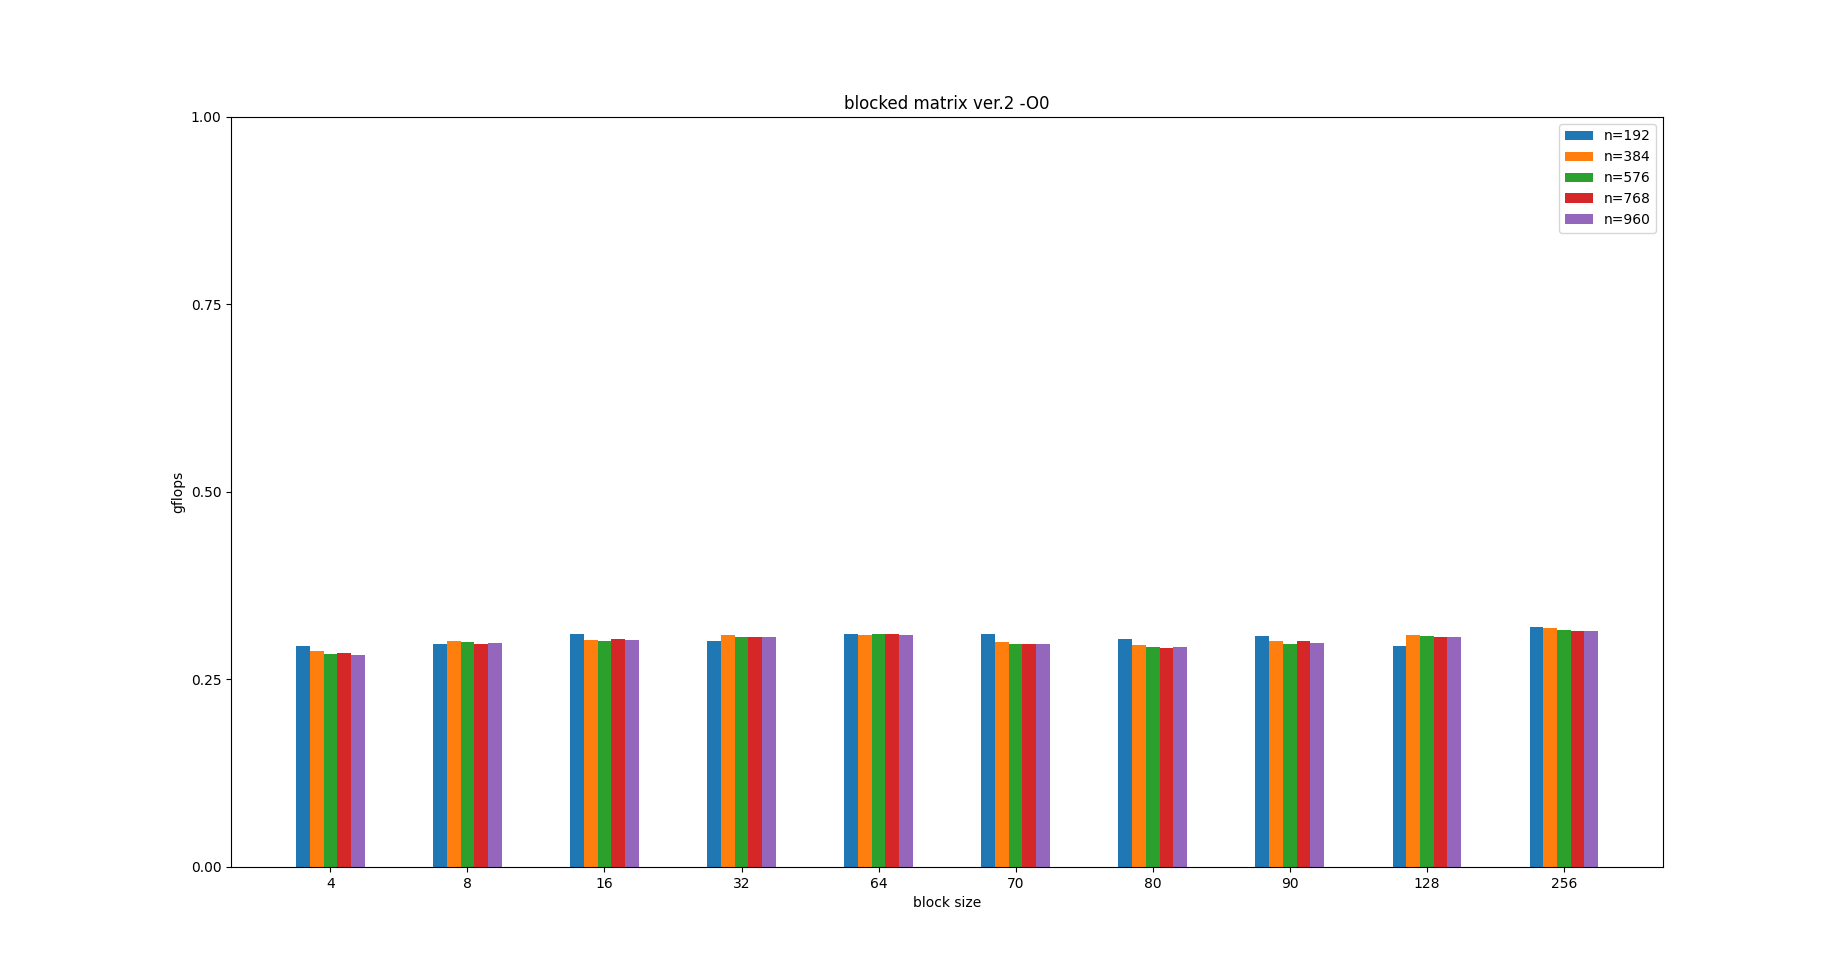 blocked matrix ver.2 -O0
1.00
0.75
0.50
0.25
0.00
gflops
n=192
n=384
n=576
n=768
n=960
4 8 16 32 64 70 80 90 128 256
block size